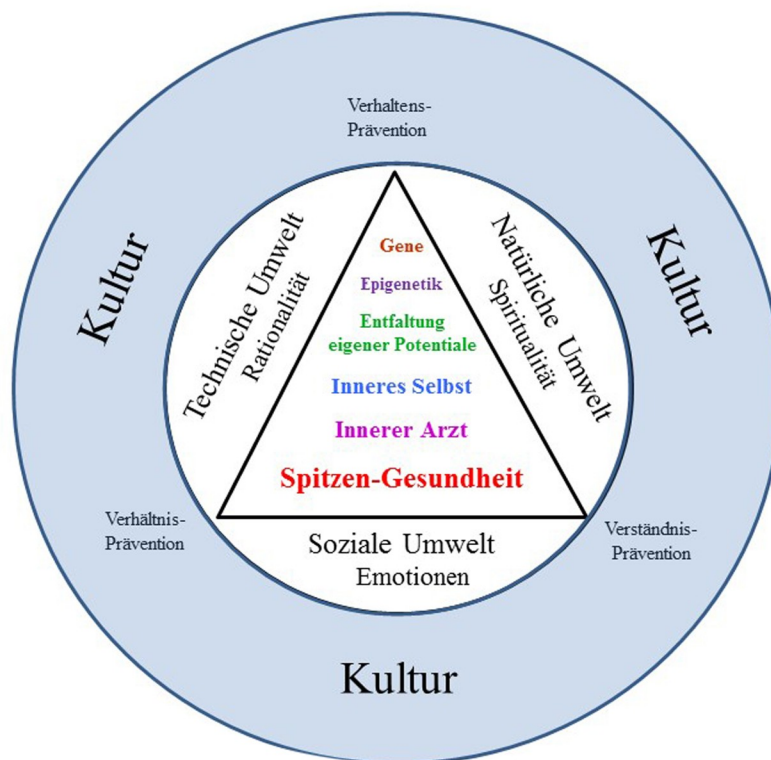 Verhaltens-
Prävention
Kultur
Kultur
Technische Umwelt
Rationalität
Natürliche Umwelt
Spiritualität
Gene
Epigenetik
Entfaltung
eigener Potentiale
Inneres Selbst
Innerer Arzt
Spitzen-Gesundheit
Verhältnis-
Prävention
Verständnis-
Prävention
Soziale Umwelt
Emotionen
Kultur